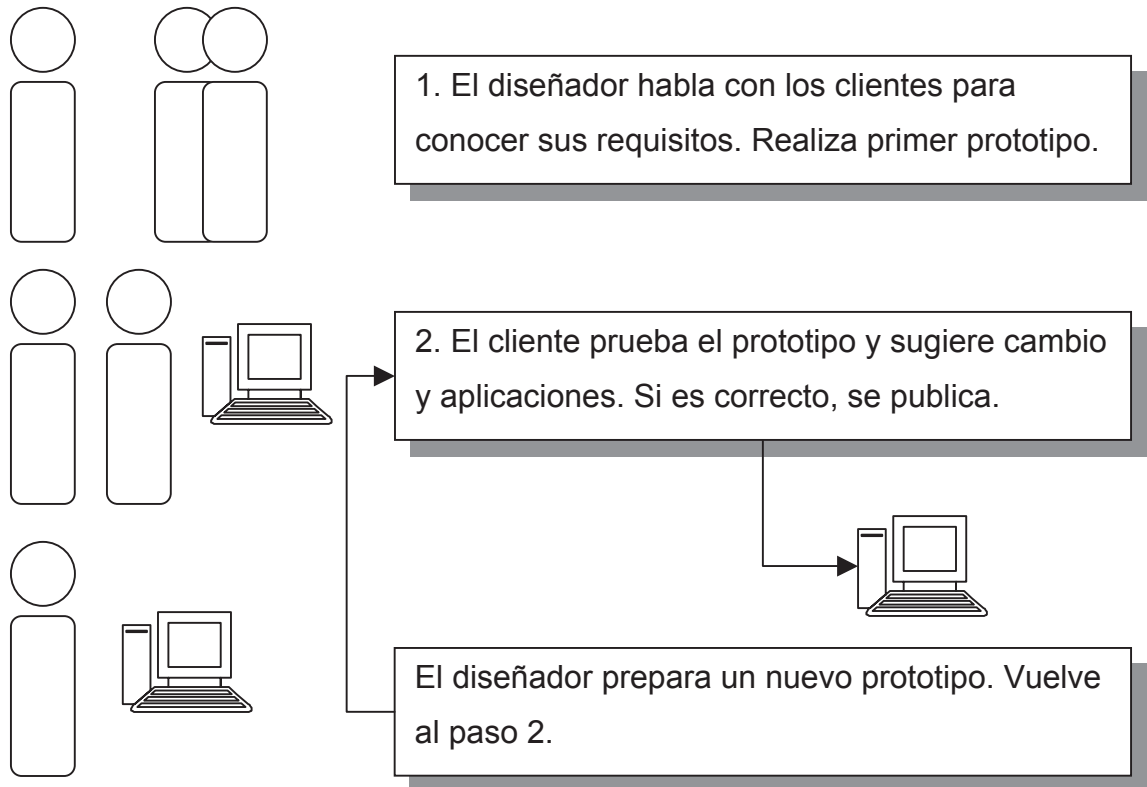 1. El diseñador habla con los clientes para
conocer sus requisitos. Realiza primer prototipo.
2. El cliente prueba el prototipo y sugiere cambio
y aplicaciones. Si es correcto, se publica.
El diseñador prepara un nuevo prototipo. Vuelve
al paso 2.